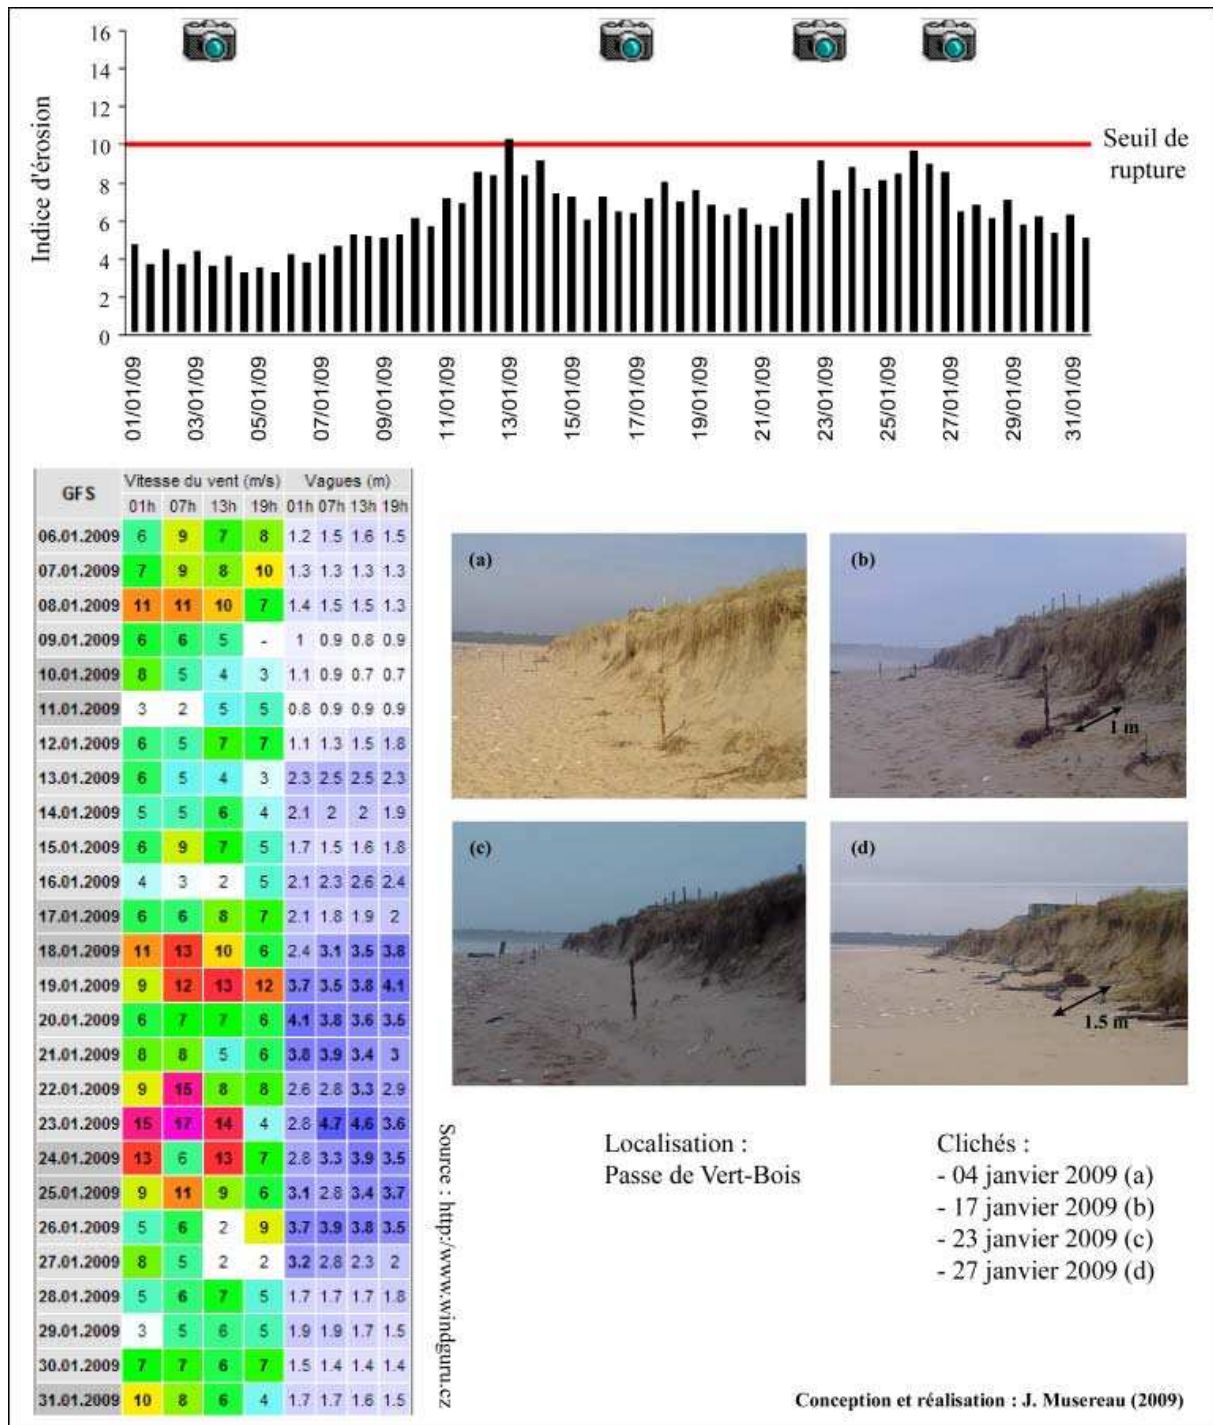 16
14
12
10
8
6
4
2
0
Indice d'érosion
Seuil de
rupture
01/01/09
03/01/09
05/01/09
07/01/09
09/01/09
11/01/09
13/01/09
15/01/09
17/01/09
19/01/09
21/01/09
23/01/09
25/01/09
27/01/09
29/01/09
31/01/09
GFS Vitesse du vent (m/s) Vagues (m)
01h 07h 13h 19h 01h 07h 13h 19h
06.01.2009 6 9 7 8 1.2 1.5 1.6 1.5
07.01.2009 7 9 8 10 1.3 1.3 1.3 1.3
08.01.2009 11 11 10 7 1.4 1.5 1.5 1.3
09.01.2009 6 6 5 - 1 0.9 0.8 0.9
10.01.2009 8 5 4 3 1.1 0.9 0.7 0.7
11.01.2009 3 2 5 5 0.8 0.9 0.9 0.9
12.01.2009 6 5 7 7 1.1 1.3 1.5 1.8
13.01.2009 6 5 4 3 2.3 2.5 2.5 2.3
14.01.2009 5 5 6 4 2.1 2 2 1.9
15.01.2009 6 9 7 5 1.7 1.5 1.6 1.8
16.01.2009 4 3 2 5 2.1 2.3 2.6 2.4
17.01.2009 6 6 8 7 2.1 1.8 1.9 2
18.01.2009 11 13 10 6 2.4 3.1 3.5 3.8
19.01.2009 9 12 13 12 3.7 3.5 3.8 4.1
20.01.2009 6 7 7 6 4.1 3.8 3.6 3.5
21.01.2009 8 8 5 6 3.8 3.9 3.4 3
22.01.2009 9 15 8 8 2.6 2.8 3.3 2.9
23.01.2009 15 17 14 4 2.8 4.7 4.6 3.6
24.01.2009 13 6 13 7 2.8 3.3 3.9 3.5
25.01.2009 9 11 9 6 3.1 2.8 3.4 3.7
26.01.2009 5 6 2 9 3.7 3.9 3.8 3.5
27.01.2009 8 5 2 2 3.2 2.8 2.3 2
28.01.2009 5 6 7 5 1.7 1.7 1.7 1.8
29.01.2009 3 5 6 5 1.9 1.9 1.7 1.5
30.01.2009 7 7 6 7 1.5 1.4 1.4 1.4
31.01.2009 10 8 6 4 1.7 1.7 1.6 1.5
Source : http:/www.windguru.cz
(a)
(b)
1 m
(c)
(d)
1.5 m
Localisation :
Passe de Vert-Bois
Clichés :
- 04 janvier 2009 (a)
- 17 janvier 2009 (b)
- 23 janvier 2009 (c)
- 27 janvier 2009 (d)
Conception et réalisation : J. Musereau (2009)